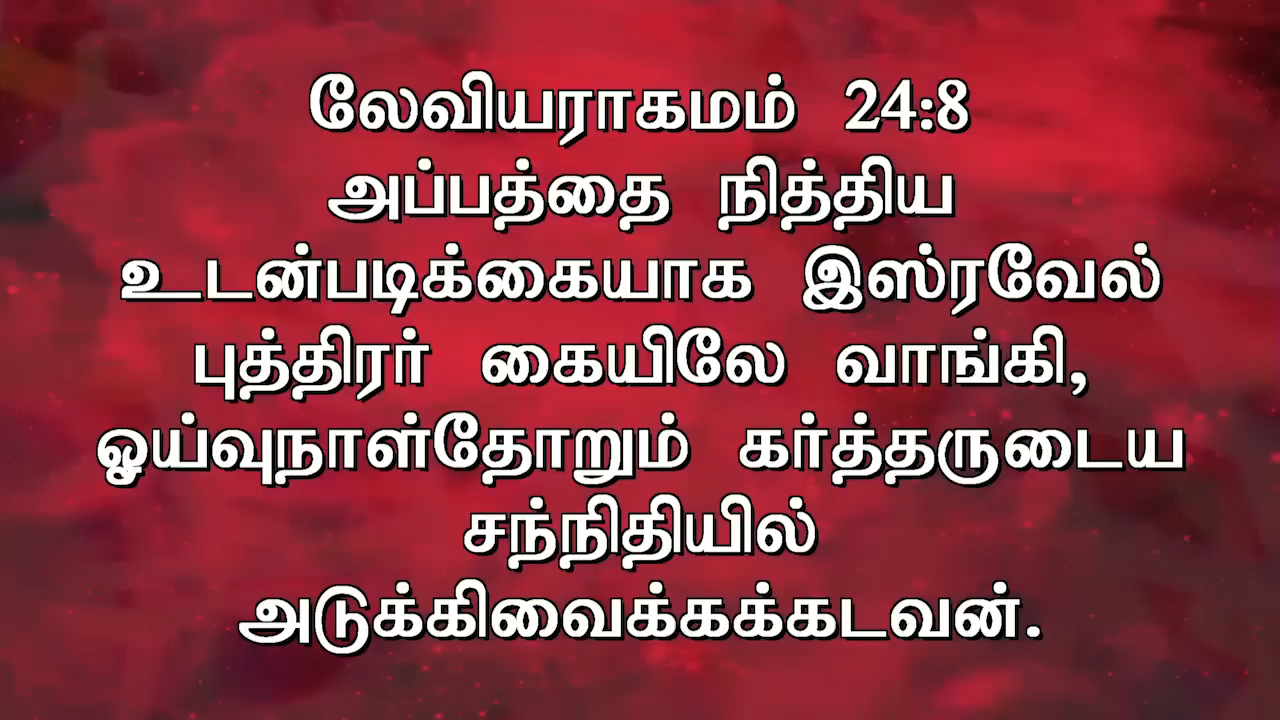 லேவியராகமம் 24:8
அப்பத்தை நித்திய
உடன்படிக்கையாக இஸ்ரவேல்
புத்திரர் கையிலே வாங்கி,
ஓய்வுநாள்தோறும் கர்த்தருடைய
சந்நிதியில்
அடுக்கிவைக்கக்கடவன்.